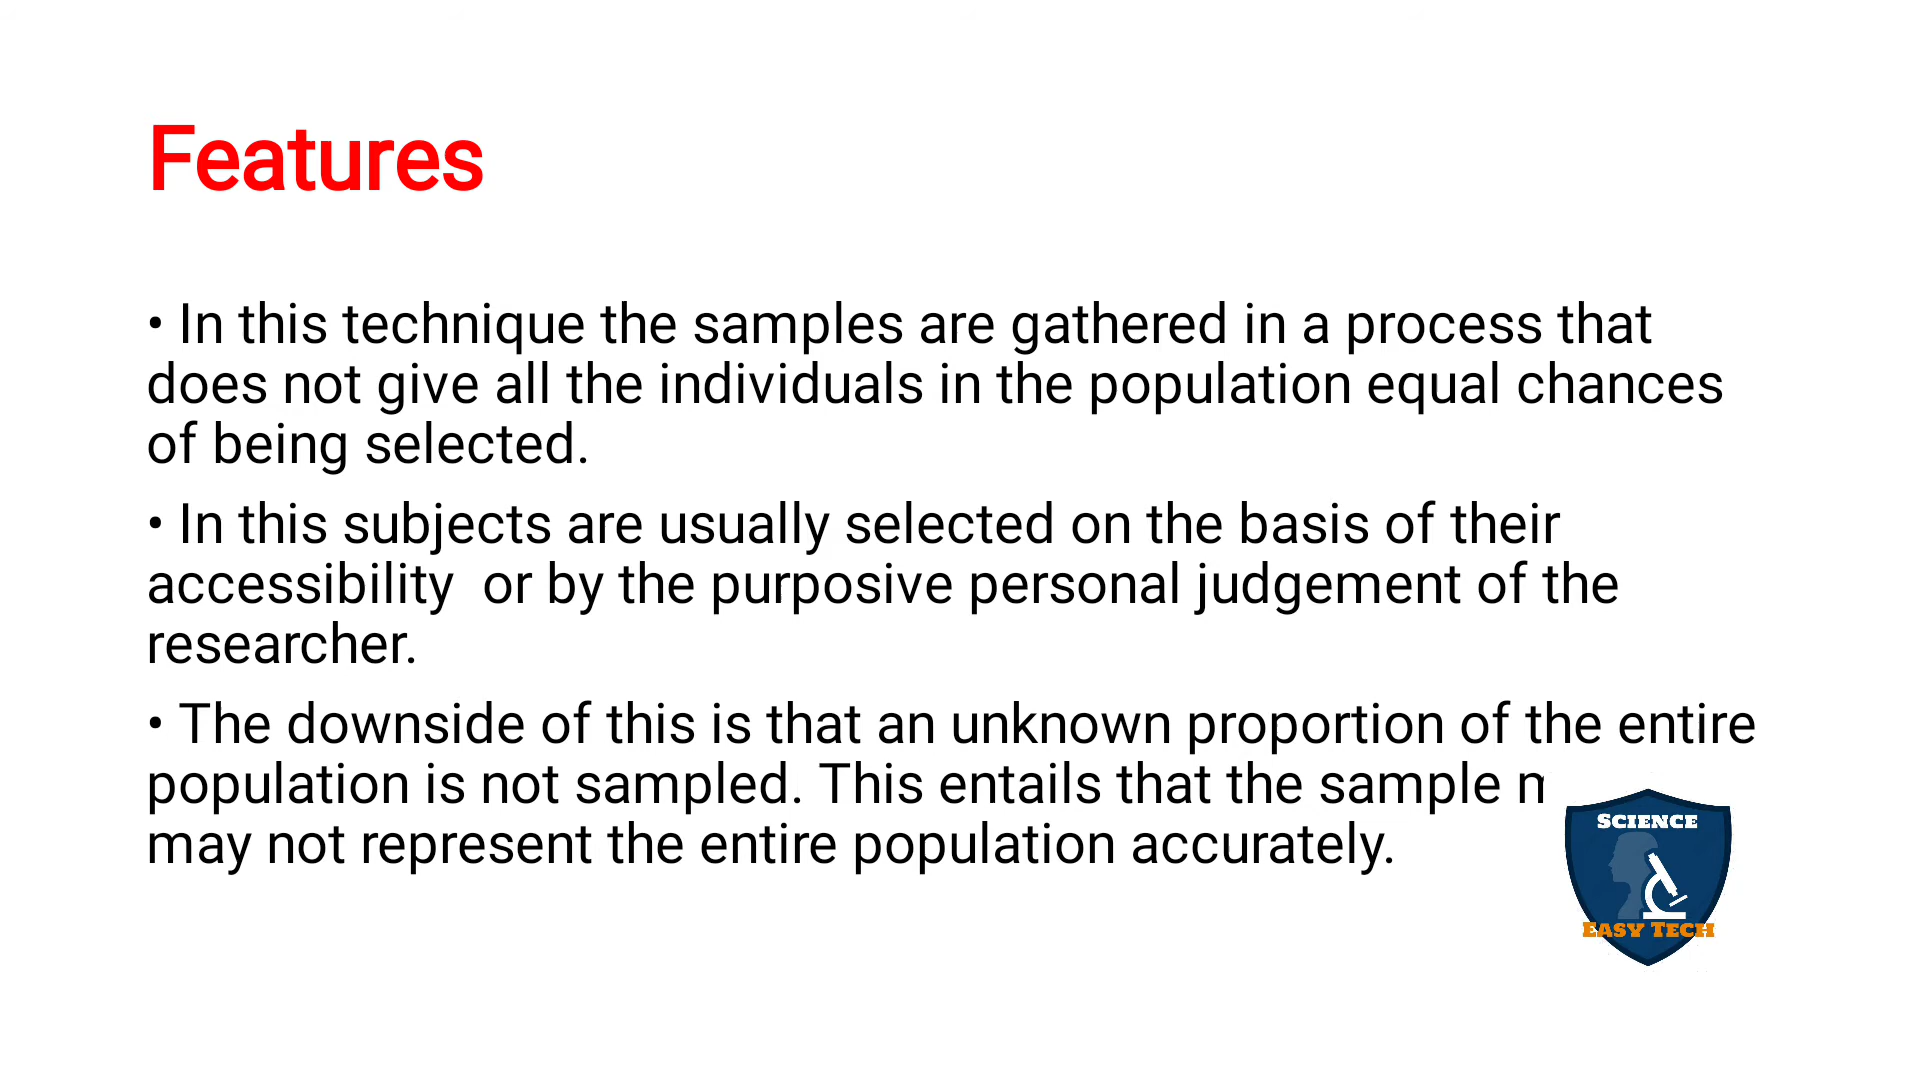 Features
• In this technique the samples are gathered in a process that
does not give all the individuals in the population equal chances
of being selected.
• In this subjects are usually selected on the basis of their
accessibility  or by the purposive personal judgement of the
researcher.
• The downside of this is that an unknown proportion of the entire
population is not sampled. This entails that the sample
may not represent the entire population accurately.
SCIENCE
EASY TECH